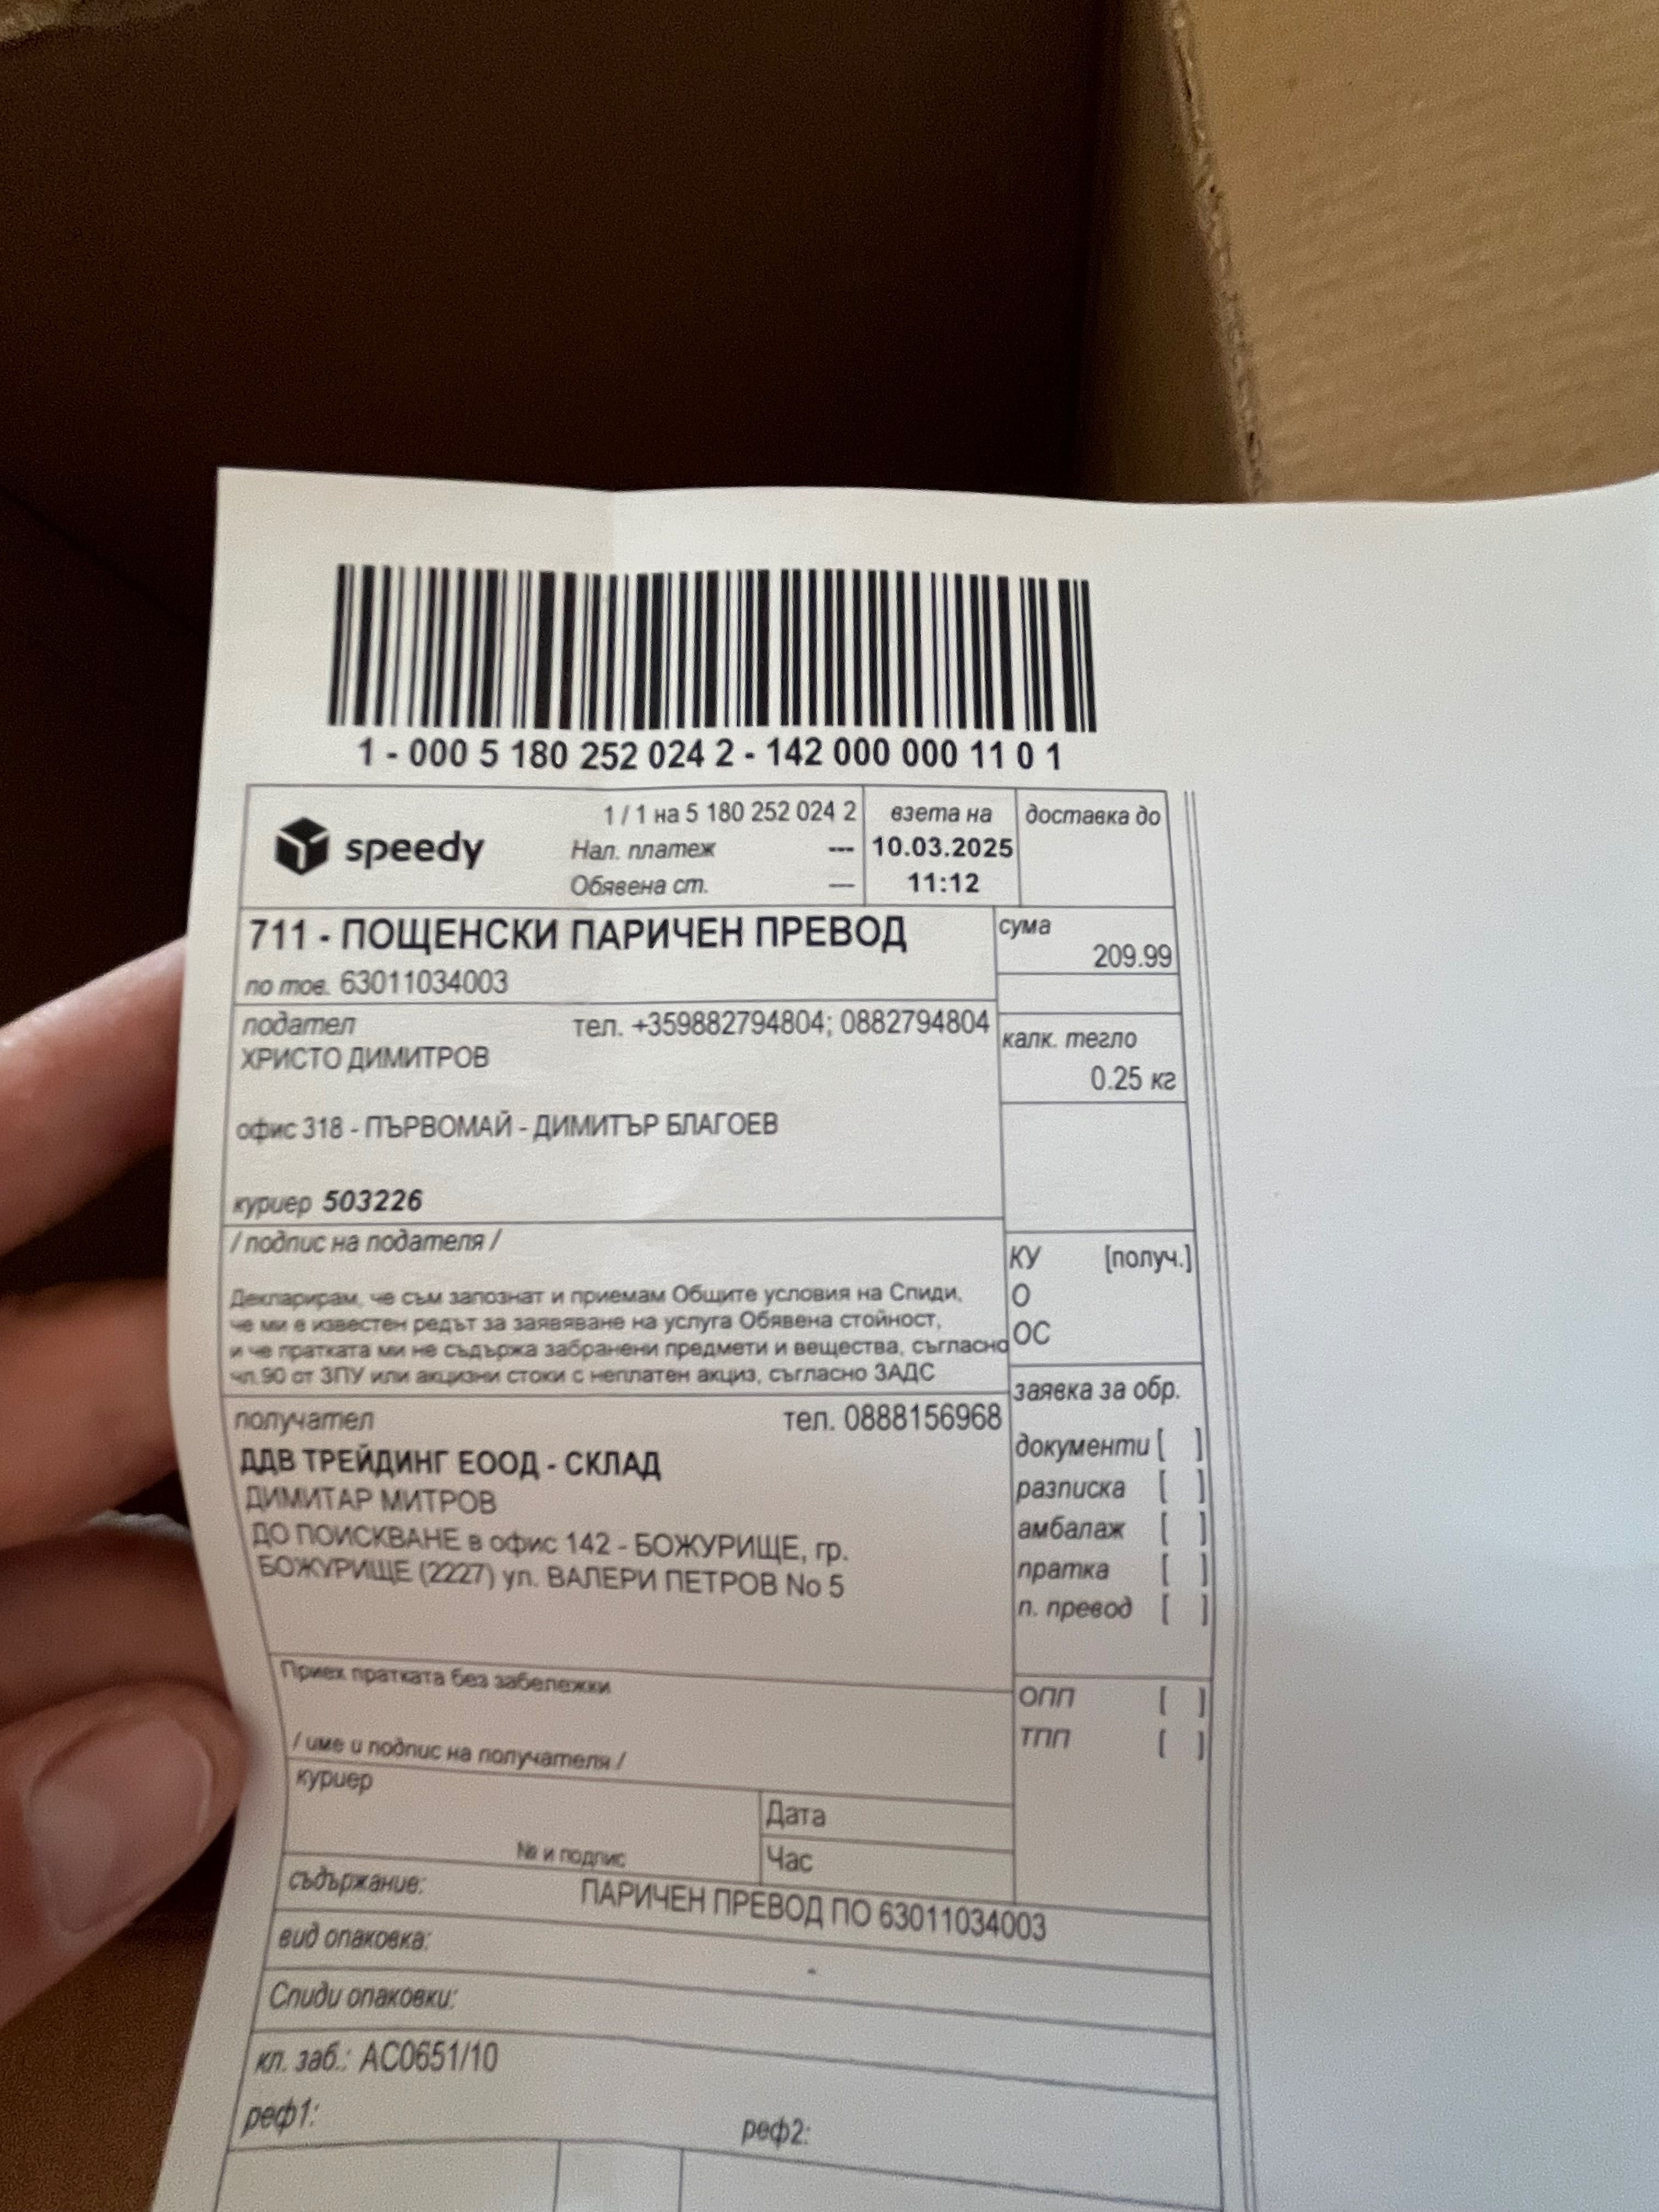 1 - 000 5 180 252 024 2 - 142 000 000 11 0 1
speedy
1 / 1 на 5 180 252 024 2
Нал. платеж ---
Обявена ст. ---
взета на
10.03.2025
11:12
доставка до
711 - ПОЩЕНСКИ ПАРИЧЕН ПРЕВОД
по тов. 63011034003
сума
209.99
подател тел. +359882794804; 0882794804
ХРИСТО ДИМИТРОВ
офис 318 - ПЪРВОМАЙ - ДИМИТЪР БЛАГОЕВ
куриер 503226
калк. тегло
0.25 кг
/ подпис на подателя /
Декларирам, че съм запознат и приемам Общите условия на Спиди,
че ми е известен редът за заявяване на услуга Обявена стойност,
и че пратката ми не съдържа забранени предмети и вещества, съгласно
чл.90 от ЗПУ или акцизни стоки с неплатен акциз, съгласно ЗАДС
КУ [получ.]
О
ОС
получател тел. 0888156968
ДДВ ТРЕЙДИНГ ЕООД - СКЛАД
ДИМИТАР МИТРОВ
ДО ПОИСКВАНЕ в офис 142 - БОЖУРИЩЕ, гр.
БОЖУРИЩЕ (2227) ул. ВАЛЕРИ ПЕТРОВ No 5
заявка за обр.
документи [ ]
разписка [ ]
амбалаж [ ]
пратка [ ]
п. превод [ ]
Приех пратката без забележки
/ име и подпис на получателя /
ОПП [ ]
ТПП [ ]
куриер
№ и подпис
Дата
Час
съдържание: ПАРИЧЕН ПРЕВОД ПО 63011034003
вид опаковка:
-
Спиди опаковки:
кл. заб.: AC0651/10
реф1: реф2: